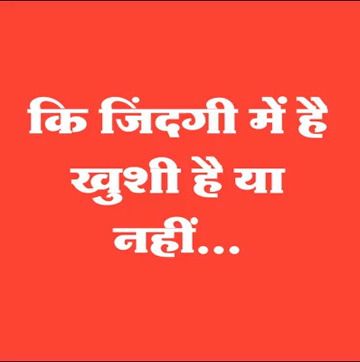 कि जिंदगी में है
खुशी है या
नहीं...